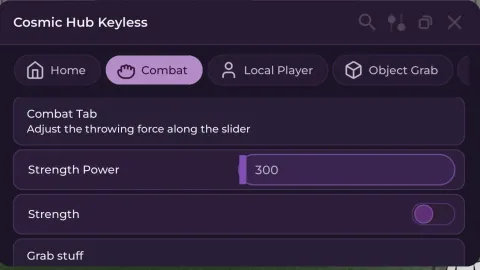 Cosmic Hub Keyless
Home
Combat
Local Player
Object Grab
Combat Tab
Adjust the throwing force along the slider
Strength Power
300
Strength
Grab stuff